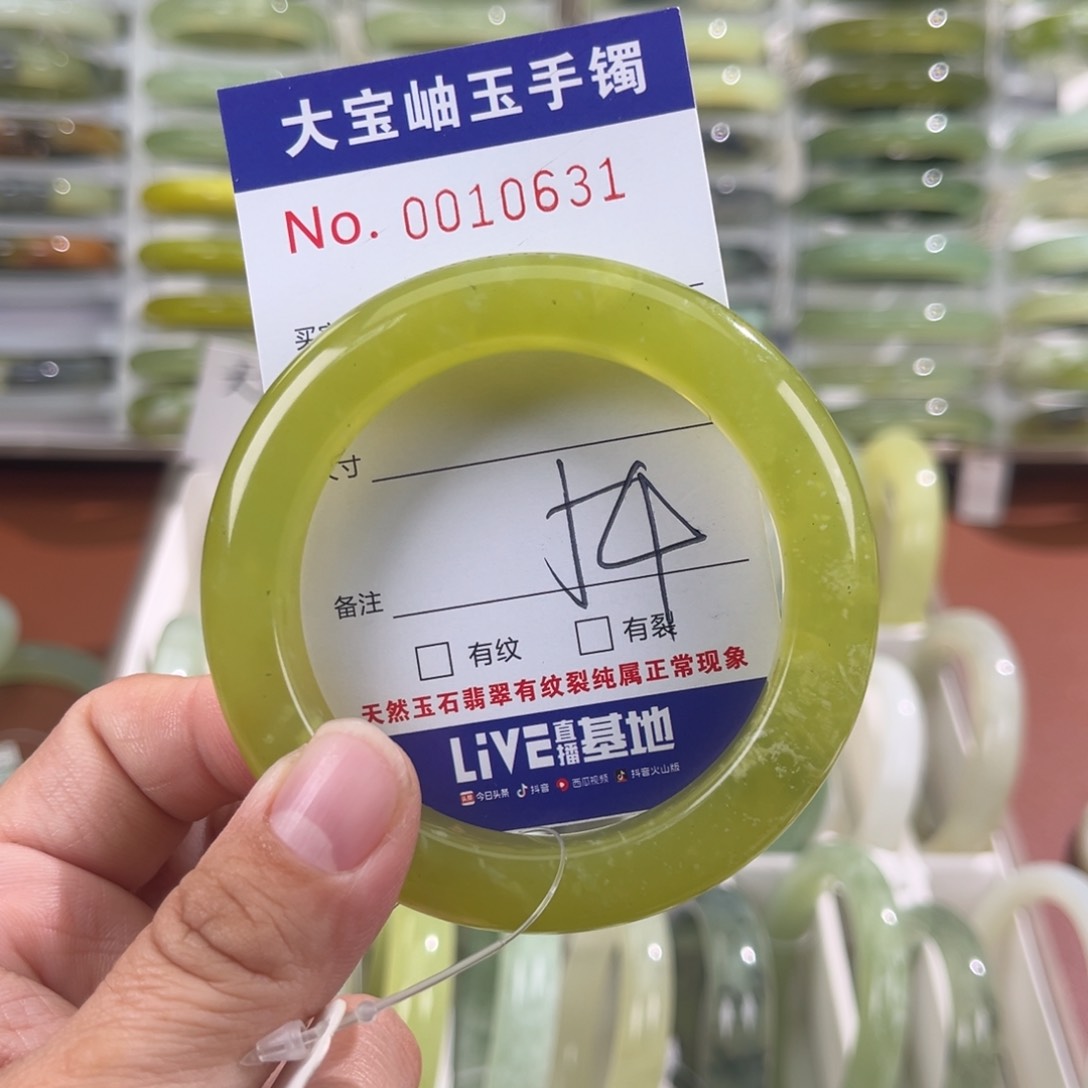 大宝岫玉手镯
No. 0010631
买
寸
备注
有纹 有裂
天然玉石翡翠有纹裂纯属正常现象
LiVE直播基地
今日头条 抖音 西瓜视频 抖音火山版